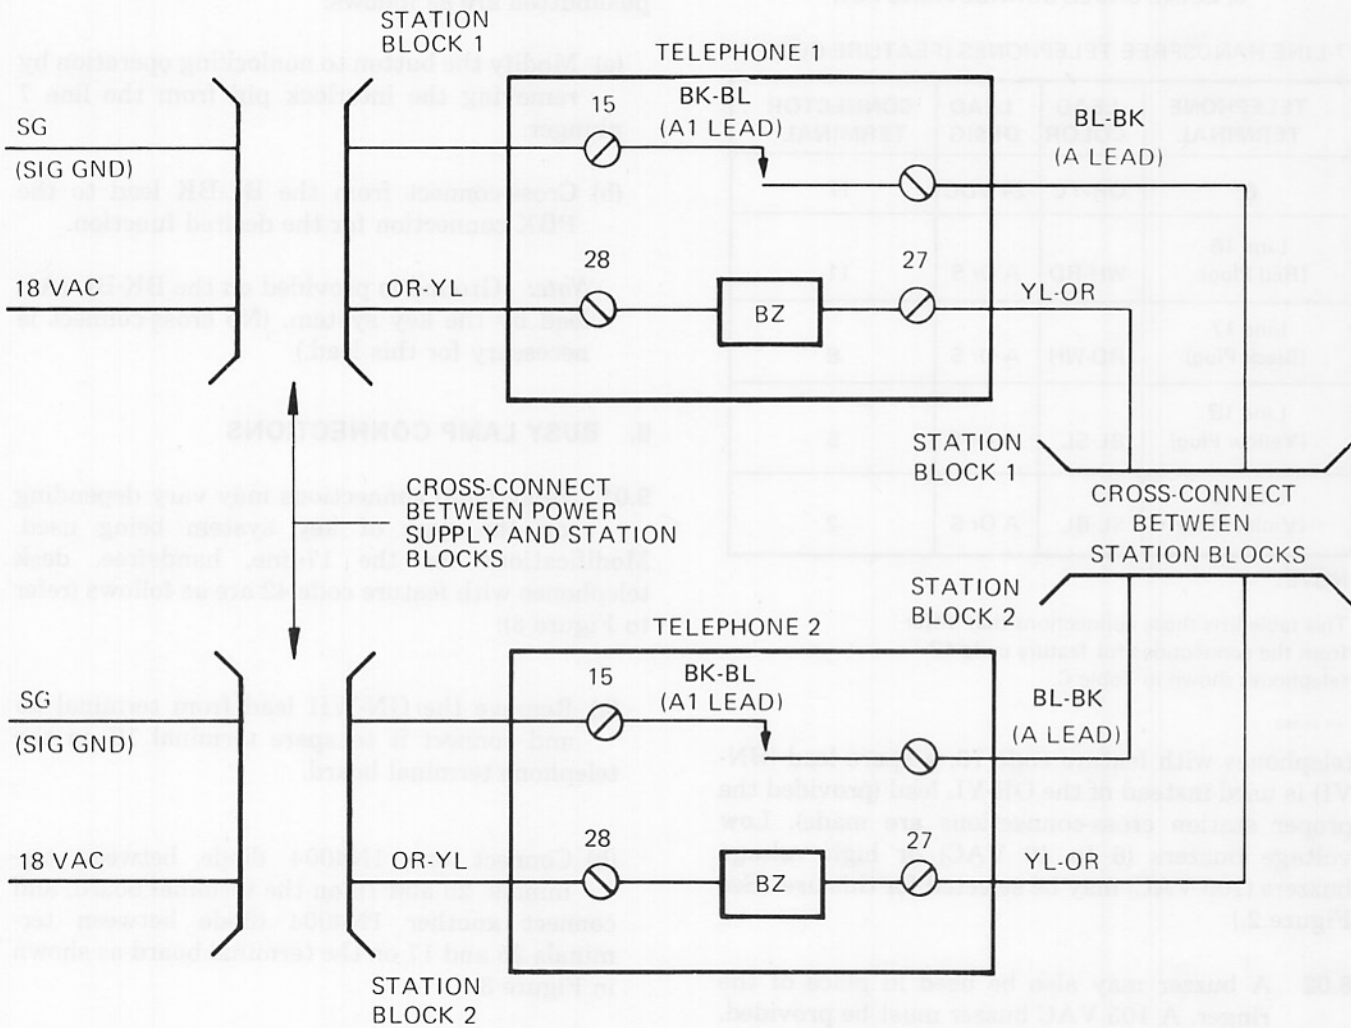 STATION
BLOCK 1
TELEPHONE 1
SG
(SIG GND)
15
BK-BL
(A1 LEAD)
BL-BK
(A LEAD)
18 VAC
OR-YL
28
BZ
27
YL-OR
STATION
BLOCK 1
CROSS-CONNECT
BETWEEN POWER
SUPPLY AND STATION
BLOCKS
CROSS-CONNECT
BETWEEN
STATION BLOCKS
STATION
BLOCK 2
TELEPHONE 2
SG
(SIG GND)
15
BK-BL
(A1 LEAD)
BL-BK
(A LEAD)
18 VAC
OR-YL
28
BZ
27
YL-OR
STATION
BLOCK 2